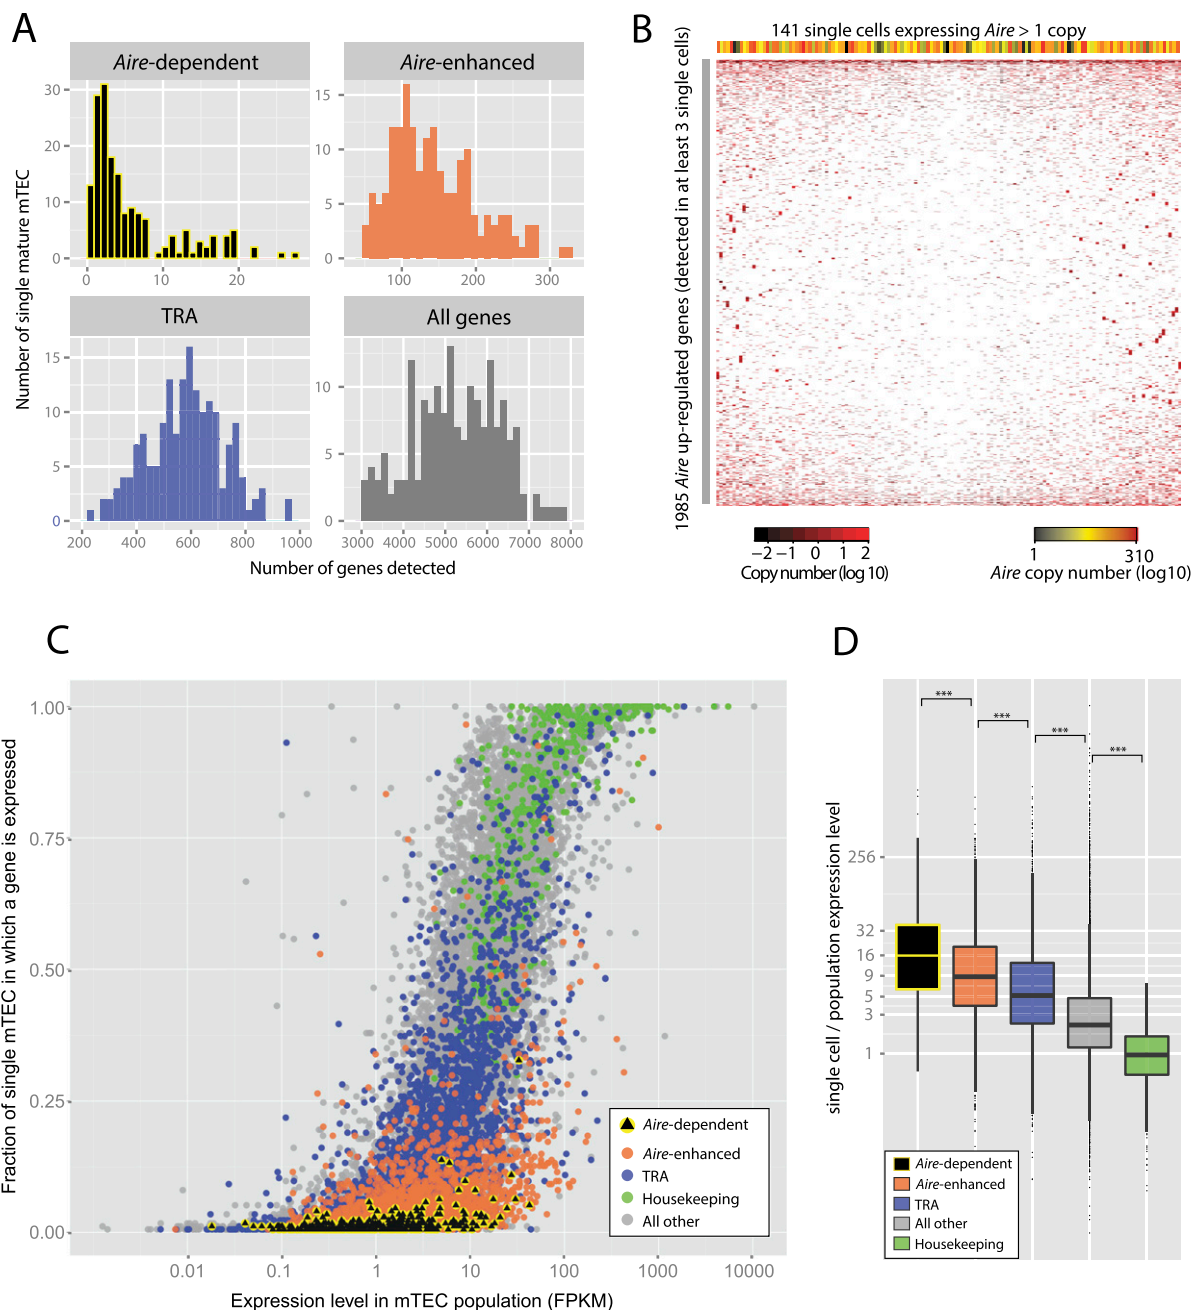 A
Aire-dependent
Aire-enhanced
30
20
10
0
0
10
20
15
10
5
0
100
200
300
TRA
All genes
15
10
5
0
200
400
600
800
1000
10
5
0
3000
4000
5000
6000
7000
8000
Number of single mature mTEC
Number of genes detected
B
141 single cells expressing Aire > 1 copy
1985 Aire up-regulated genes (detected in at least 3 single cells)
−2 −1 0 1 2
Copy number (log 10)
1 310
Aire copy number (log10)
C
1.00
0.75
0.50
0.25
0.00
0.01
0.1
1
10
100
1000
10000
Fraction of single mTEC in which a gene is expressed
Expression level in mTEC population (FPKM)
Aire-dependent
Aire-enhanced
TRA
Housekeeping
All other
D
***
***
***
***
256
32
16
9
5
3
1
single cell / population expression level
Aire-dependent
Aire-enhanced
TRA
All other
Housekeeping